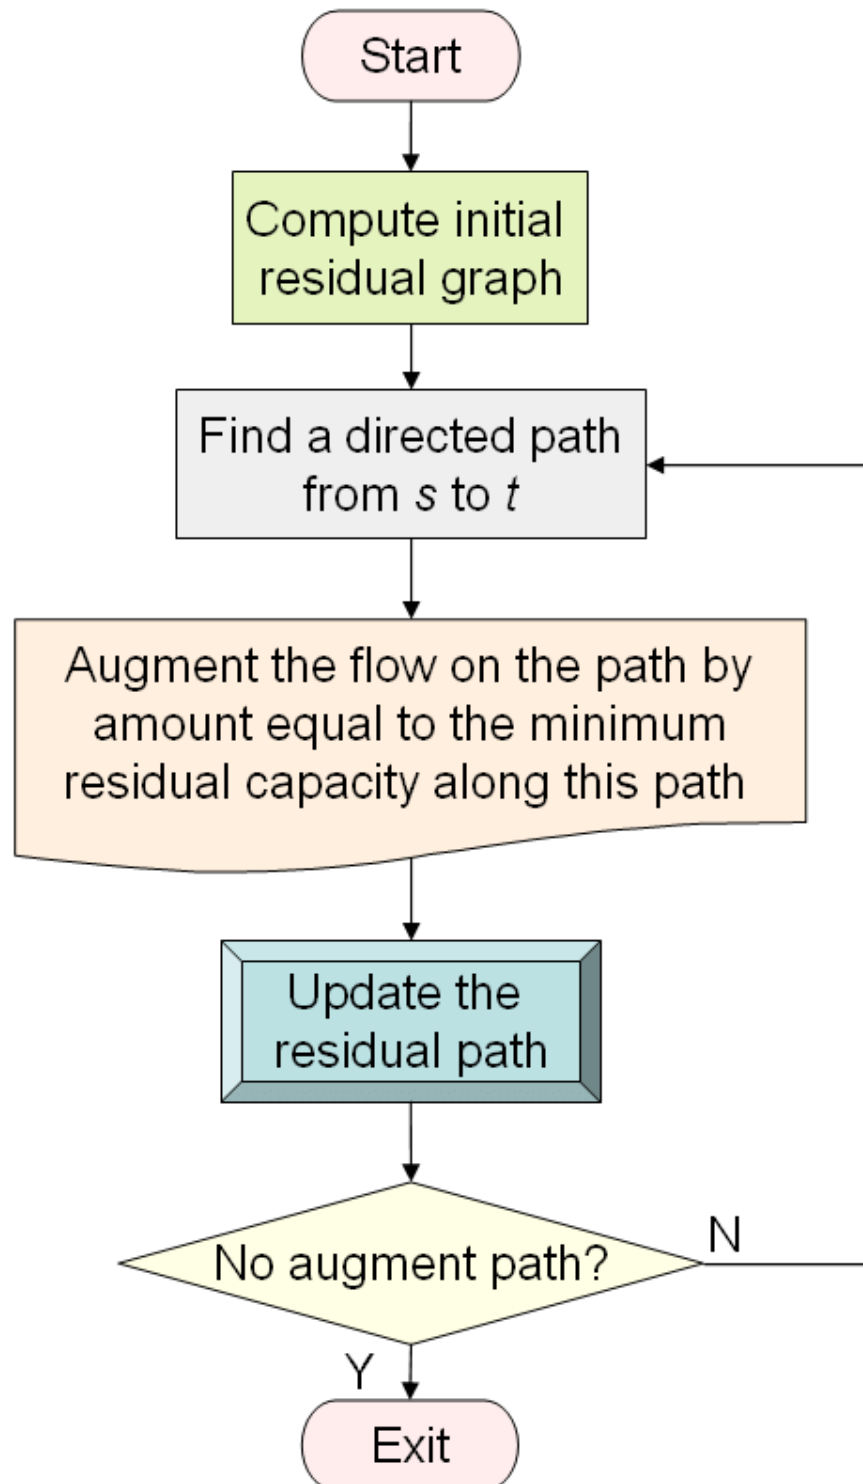 Start
Compute initial
residual graph
Find a directed path
from s to t
Augment the flow on the path by
amount equal to the minimum
residual capacity along this path
Update the
residual path
No augment path?
N
Y
Exit